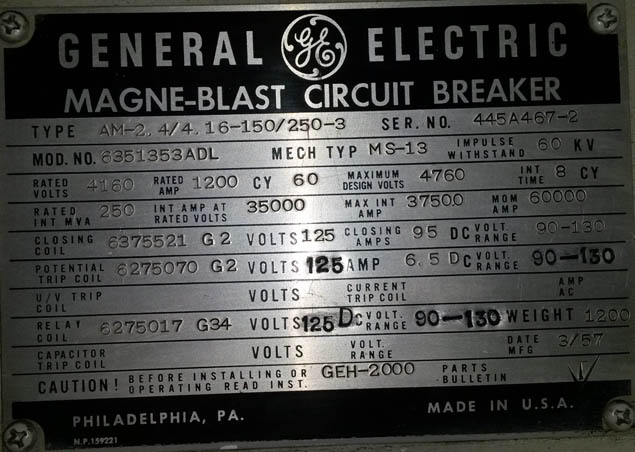 GENERAL GE ELECTRIC
MAGNE-BLAST CIRCUIT BREAKER
TYPE AM-2.4/4.16-150/250-3 SER. NO. 445A467-2
MOD. NO. 6351353ADL MECH TYP MS-13 IMPULSE WITHSTAND 60 KV
RATED VOLTS 4160 RATED AMP 1200 CY 60 MAXIMUM DESIGN VOLTS 4760 INT TIME 8 CY
RATED INT MVA 250 INT AMP AT RATED VOLTS 35000 MAX INT AMP 37500 MOM AMP 60000
CLOSING COIL 6375521 G2 VOLTS 125 CLOSING AMPS 95 DC VOLT. RANGE 90-130
POTENTIAL TRIP COIL 6275070 G2 VOLTS 125 AMP 6.5 DC VOLT. RANGE 90-130
U/V TRIP COIL VOLTS CURRENT TRIP COIL AMP AC
RELAY COIL 6275017 G34 VOLTS 125 DC VOLT. RANGE 90-130 WEIGHT 1200
CAPACITOR TRIP COIL VOLTS VOLT. RANGE DATE MFG 3/57
CAUTION! BEFORE INSTALLING OR OPERATING READ INST. GEH-2000 PARTS BULLETIN
PHILADELPHIA, PA. MADE IN U.S.A.
N.P. 159221